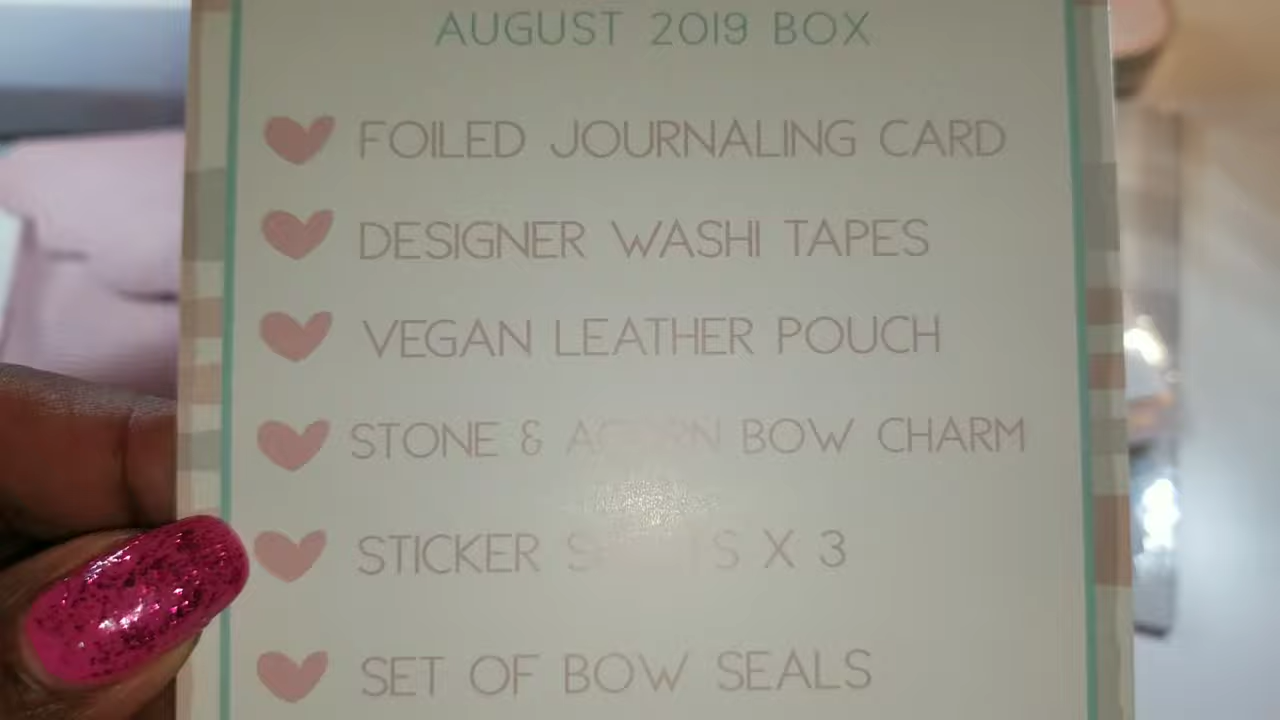 AUGUST 2019 BOX
FOILED JOURNALING CARD
DESIGNER WASHI TAPES
VEGAN LEATHER POUCH
STONE & ACORN BOW CHARM
STICKER X 3
SET OF BOW SEALS